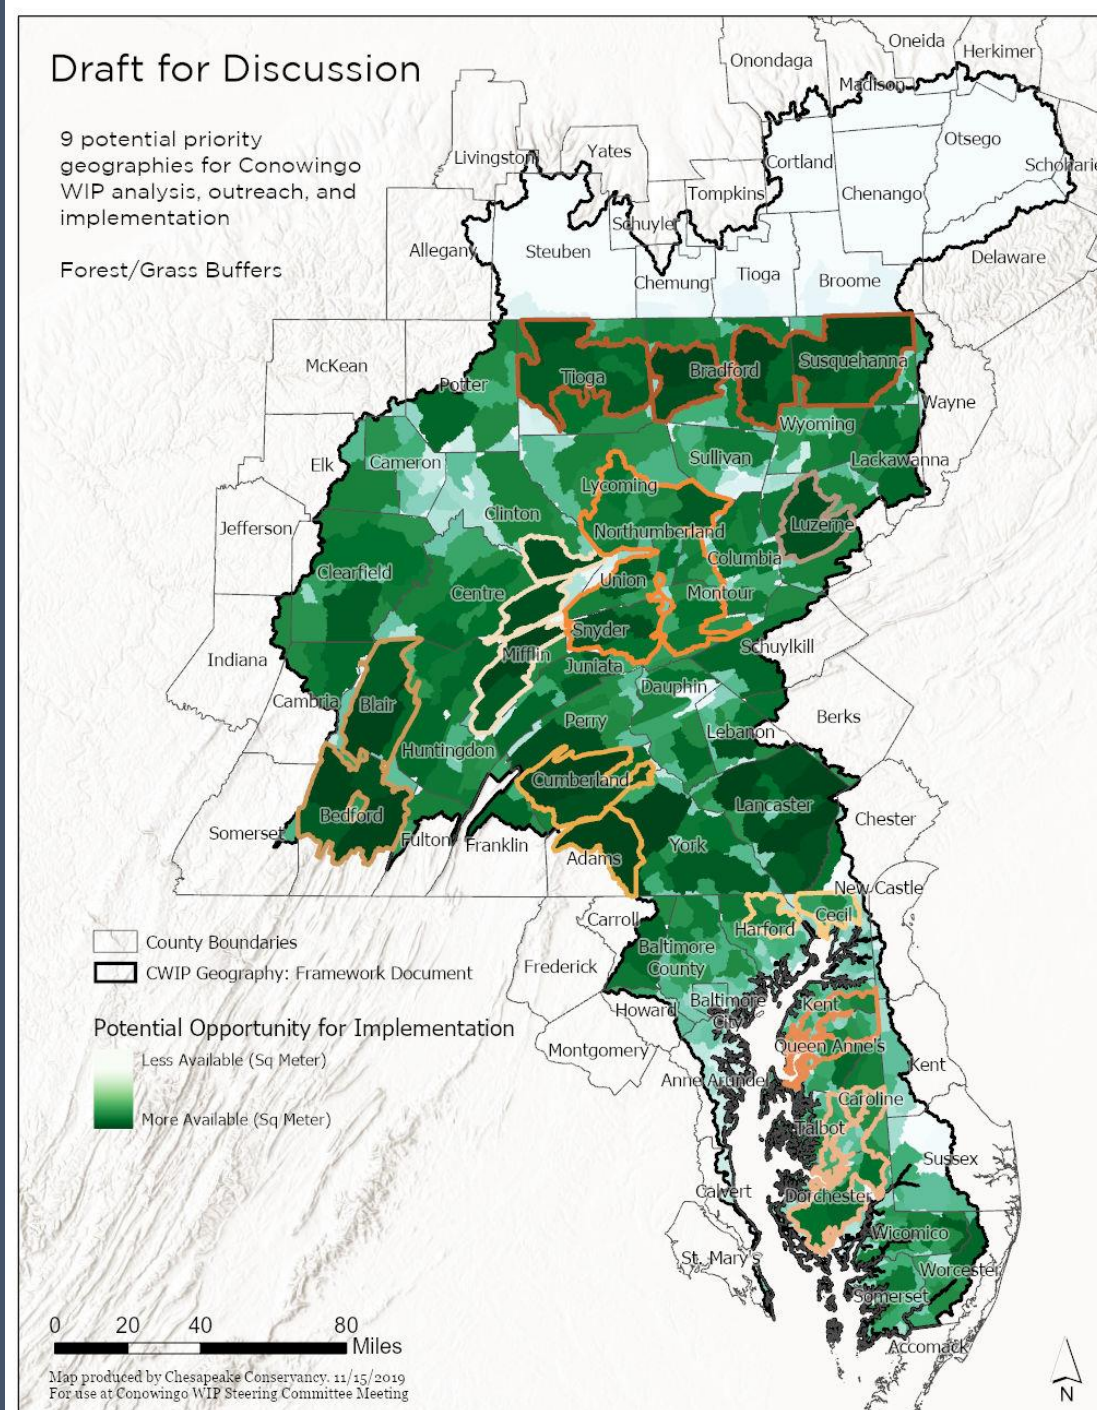 Draft for Discussion
9 potential priority
geographies for Conowingo
WIP analysis, outreach, and
implementation
Forest/Grass Buffers
Oneida
Herkimer
Onondaga
Madison
Otsego
Livingston
Yates
Cortland
Schoharie
Tompkins
Chenango
Schuyler
Allegany
Steuben
Delaware
Chemung
Tioga
Broome
McKean
Potter
Tioga
Bradford
Susquehanna
Wayne
Wyoming
Elk
Cameron
Sullivan
Lackawanna
Lycoming
Jefferson
Clinton
Northumberland
Luzerne
Columbia
Clearfield
Centre
Union
Montour
Snyder
Indiana
Mifflin
Juniata
Schuylkill
Cambria
Blair
Dauphin
Perry
Berks
Huntingdon
Lebanon
Cumberland
Lancaster
Bedford
Somerset
Fulton
Franklin
Adams
York
Chester
New Castle
Carroll
Cecil
Harford
County Boundaries
CWIP Geography: Framework Document
Baltimore
County
Frederick
Howard
Baltimore
City
Kent
Potential Opportunity for Implementation
Less Available (Sq Meter)
More Available (Sq Meter)
Montgomery
Queen Anne's
Kent
Anne Arundel
Caroline
Talbot
Sussex
Calvert
Dorchester
Wicomico
St. Mary's
Worcester
Somerset
Accomack
0 20 40 80
Miles
Map produced by Chesapeake Conservancy. 11/15/2019
For use at Conowingo WIP Steering Committee Meeting
N